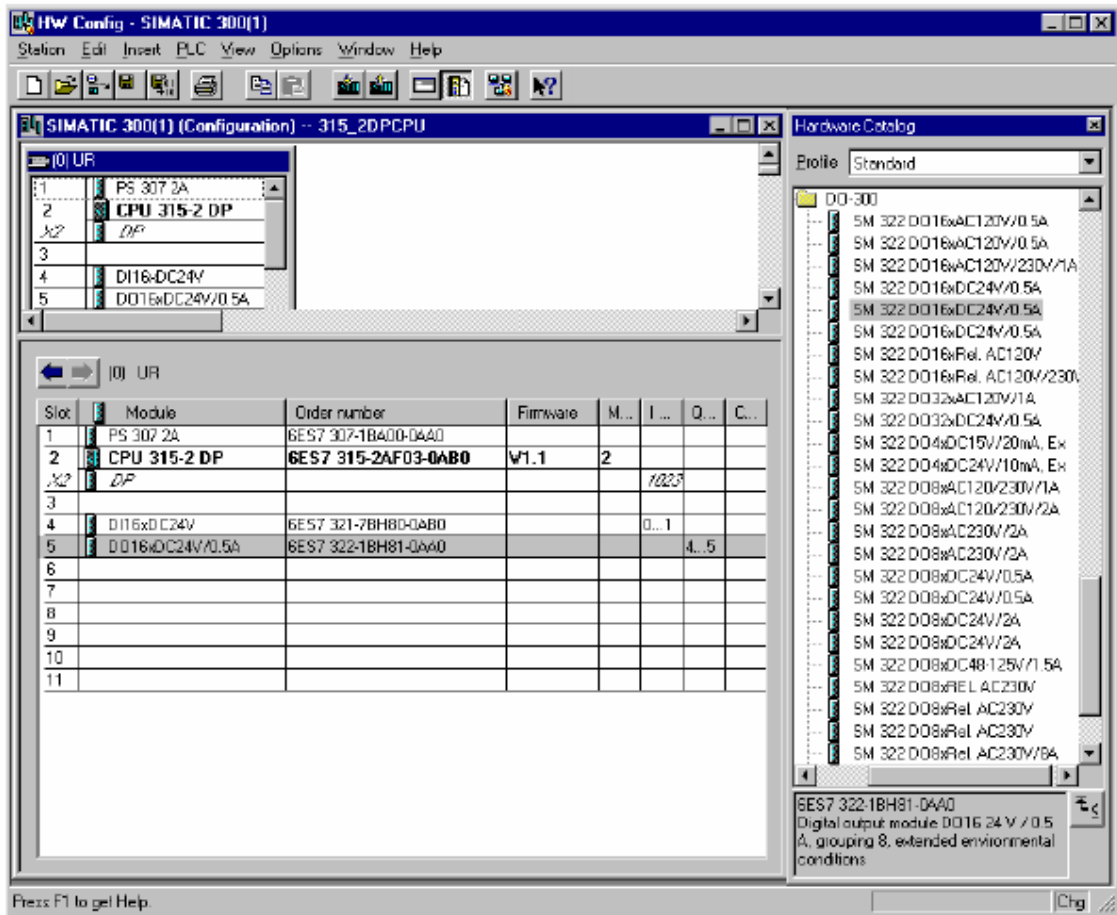 HW Config - SIMATIC 300(1)
Station Edit Insert PLC View Options Window Help
SIMATIC 300(1) (Configuration) -- 315_2DPCPU
(0) UR
1 PS 307 2A
2 CPU 315-2 DP
X2 DP
3
4 DI16xDC24V
5 DO16xDC24V/0.5A
(0) UR
Slot Module Order number Firmware M... I ... Q... C...
1 PS 307 2A 6ES7 307-1BA00-0AA0
2 CPU 315-2 DP 6ES7 315-2AF03-0AB0 V1.1 2
X2 DP 1023
3
4 DI16xDC24V 6ES7 321-7BH80-0AB0 0...1
5 DO16xDC24V/0.5A 6ES7 322-1BH81-0AA0 4...5
6
7
8
9
10
11
Hardware Catalog
Profile Standard
DO-300
SM 322 DO16xAC120V/0.5A
SM 322 DO16xAC120V/0.5A
SM 322 DO16xAC120V/230V/1A
SM 322 DO16xDC24V/0.5A
SM 322 DO16xDC24V/0.5A
SM 322 DO16xDC24V/0.5A
SM 322 DO16xRel. AC120V
SM 322 DO16xRel. AC120V/230V
SM 322 DO32xAC120V/1A
SM 322 DO32xDC24V/0.5A
SM 322 DO4xDC15V/20mA, Ex
SM 322 DO4xDC24V/10mA, Ex
SM 322 DO8xAC120/230V/1A
SM 322 DO8xAC120/230V/2A
SM 322 DO8xAC230V/2A
SM 322 DO8xAC230V/2A
SM 322 DO8xDC24V/0.5A
SM 322 DO8xDC24V/0.5A
SM 322 DO8xDC24V/2A
SM 322 DO8xDC24V/2A
SM 322 DO8xDC48-125V/1.5A
SM 322 DO8xREL AC230V
SM 322 DO8xRel. AC230V
SM 322 DO8xRel. AC230V
SM 322 DO8xRel. AC230V/8A
6ES7 322-1BH81-0AA0
Digital output module DO16 24 V / 0.5
A, grouping 8, extended environmental
conditions
Press F1 to get Help.
Chg